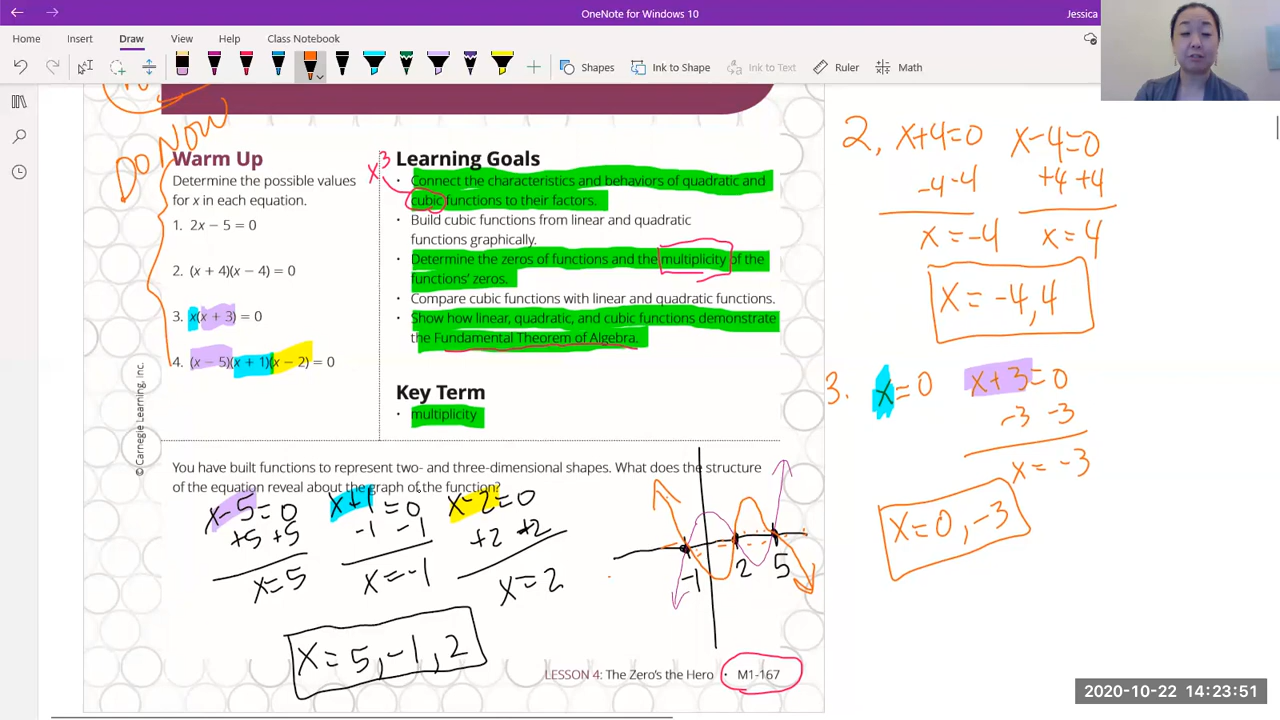 OneNote for Windows 10
Jessica
Home Insert Draw View Help Class Notebook
Shapes Ink to Shape Ink to Text Ruler Math
DO NOW
Warm Up
Determine the possible values
for x in each equation.
1. 2x − 5 = 0
2. (x + 4)(x − 4) = 0
3. x(x + 3) = 0
4. (x − 5)(x + 1)(x − 2) = 0
x³
Learning Goals
• Connect the characteristics and behaviors of quadratic and
cubic functions to their factors.
• Build cubic functions from linear and quadratic
functions graphically.
• Determine the zeros of functions and the multiplicity of the
functions' zeros.
• Compare cubic functions with linear and quadratic functions.
• Show how linear, quadratic, and cubic functions demonstrate
the Fundamental Theorem of Algebra.
Key Term
• multiplicity
© Carnegie Learning, Inc.
You have built functions to represent two- and three-dimensional shapes. What does the structure
of the equation reveal about the graph of the function?
x-5=0 x+1=0 x-2=0
+5 +5 -1 -1 +2 +2
x=5 x=-1 x=2
x=5,-1,2
-1 2 5
LESSON 4: The Zero's the Hero • M1-167
2, x+4=0 x-4=0
-4 -4 +4 +4
x=-4 x=4
x=-4,4
3. x=0 x+3=0
-3 -3
x=-3
x=0,-3
2020-10-22 14:23:51